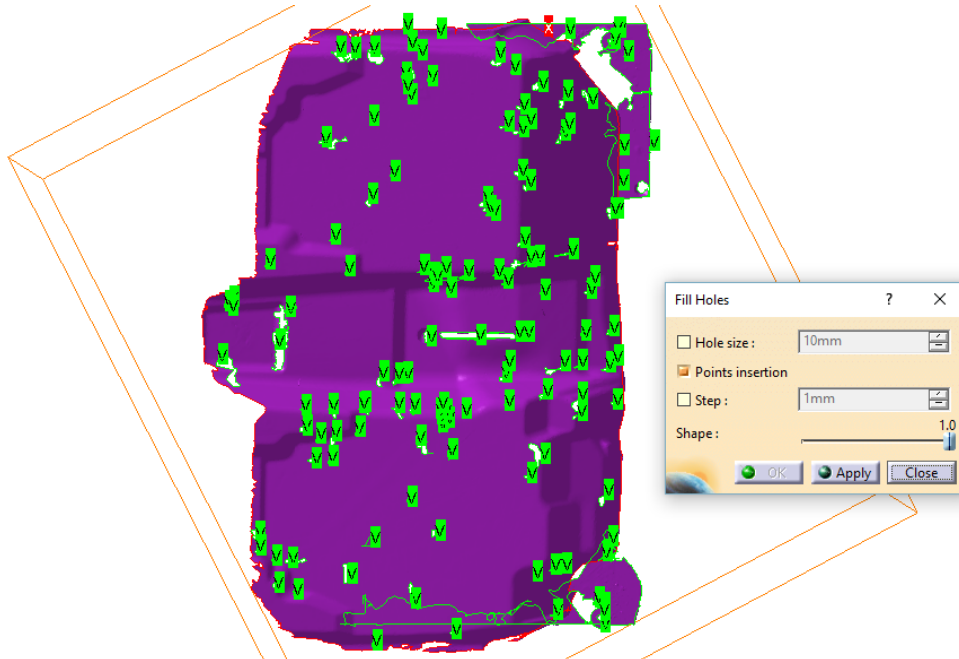 Fill Holes ? X
Hole size : 10mm
Points insertion
Step : 1mm
1.0
Shape :
OK Apply Close